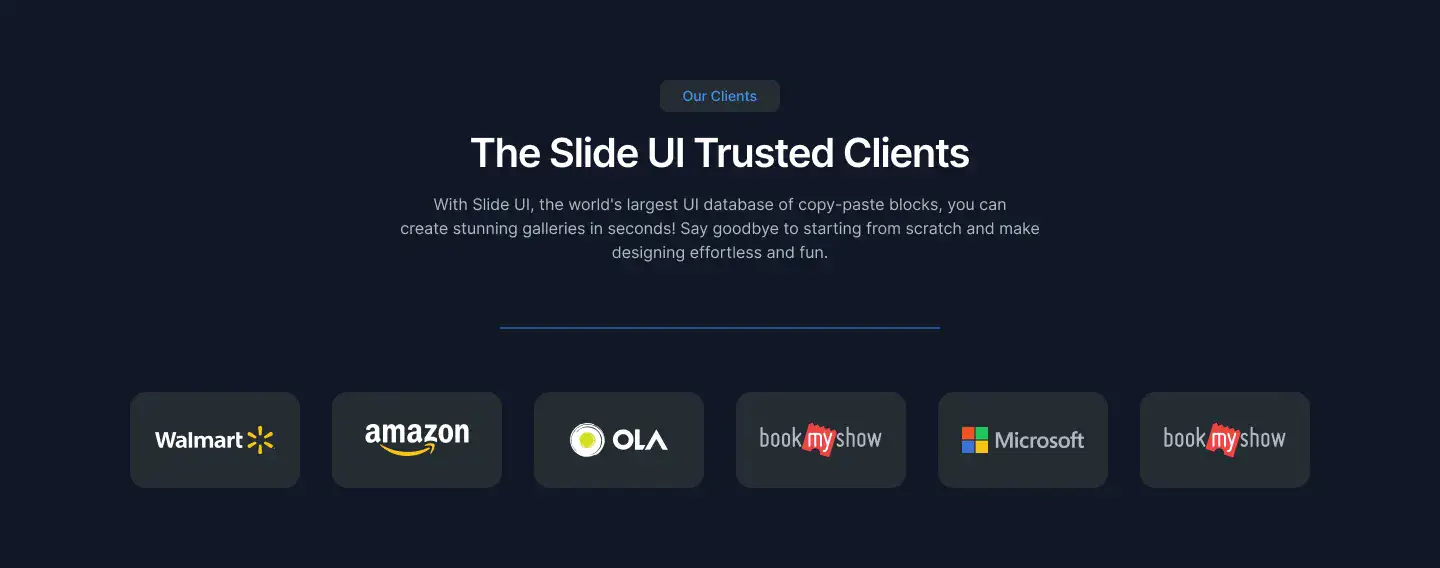 Our Clients
The Slide UI Trusted Clients
With Slide UI, the world's largest UI database of copy-paste blocks, you can
create stunning galleries in seconds! Say goodbye to starting from scratch and make
designing effortless and fun.
Walmart
amazon
OLA
bookmyshow
Microsoft
bookmyshow